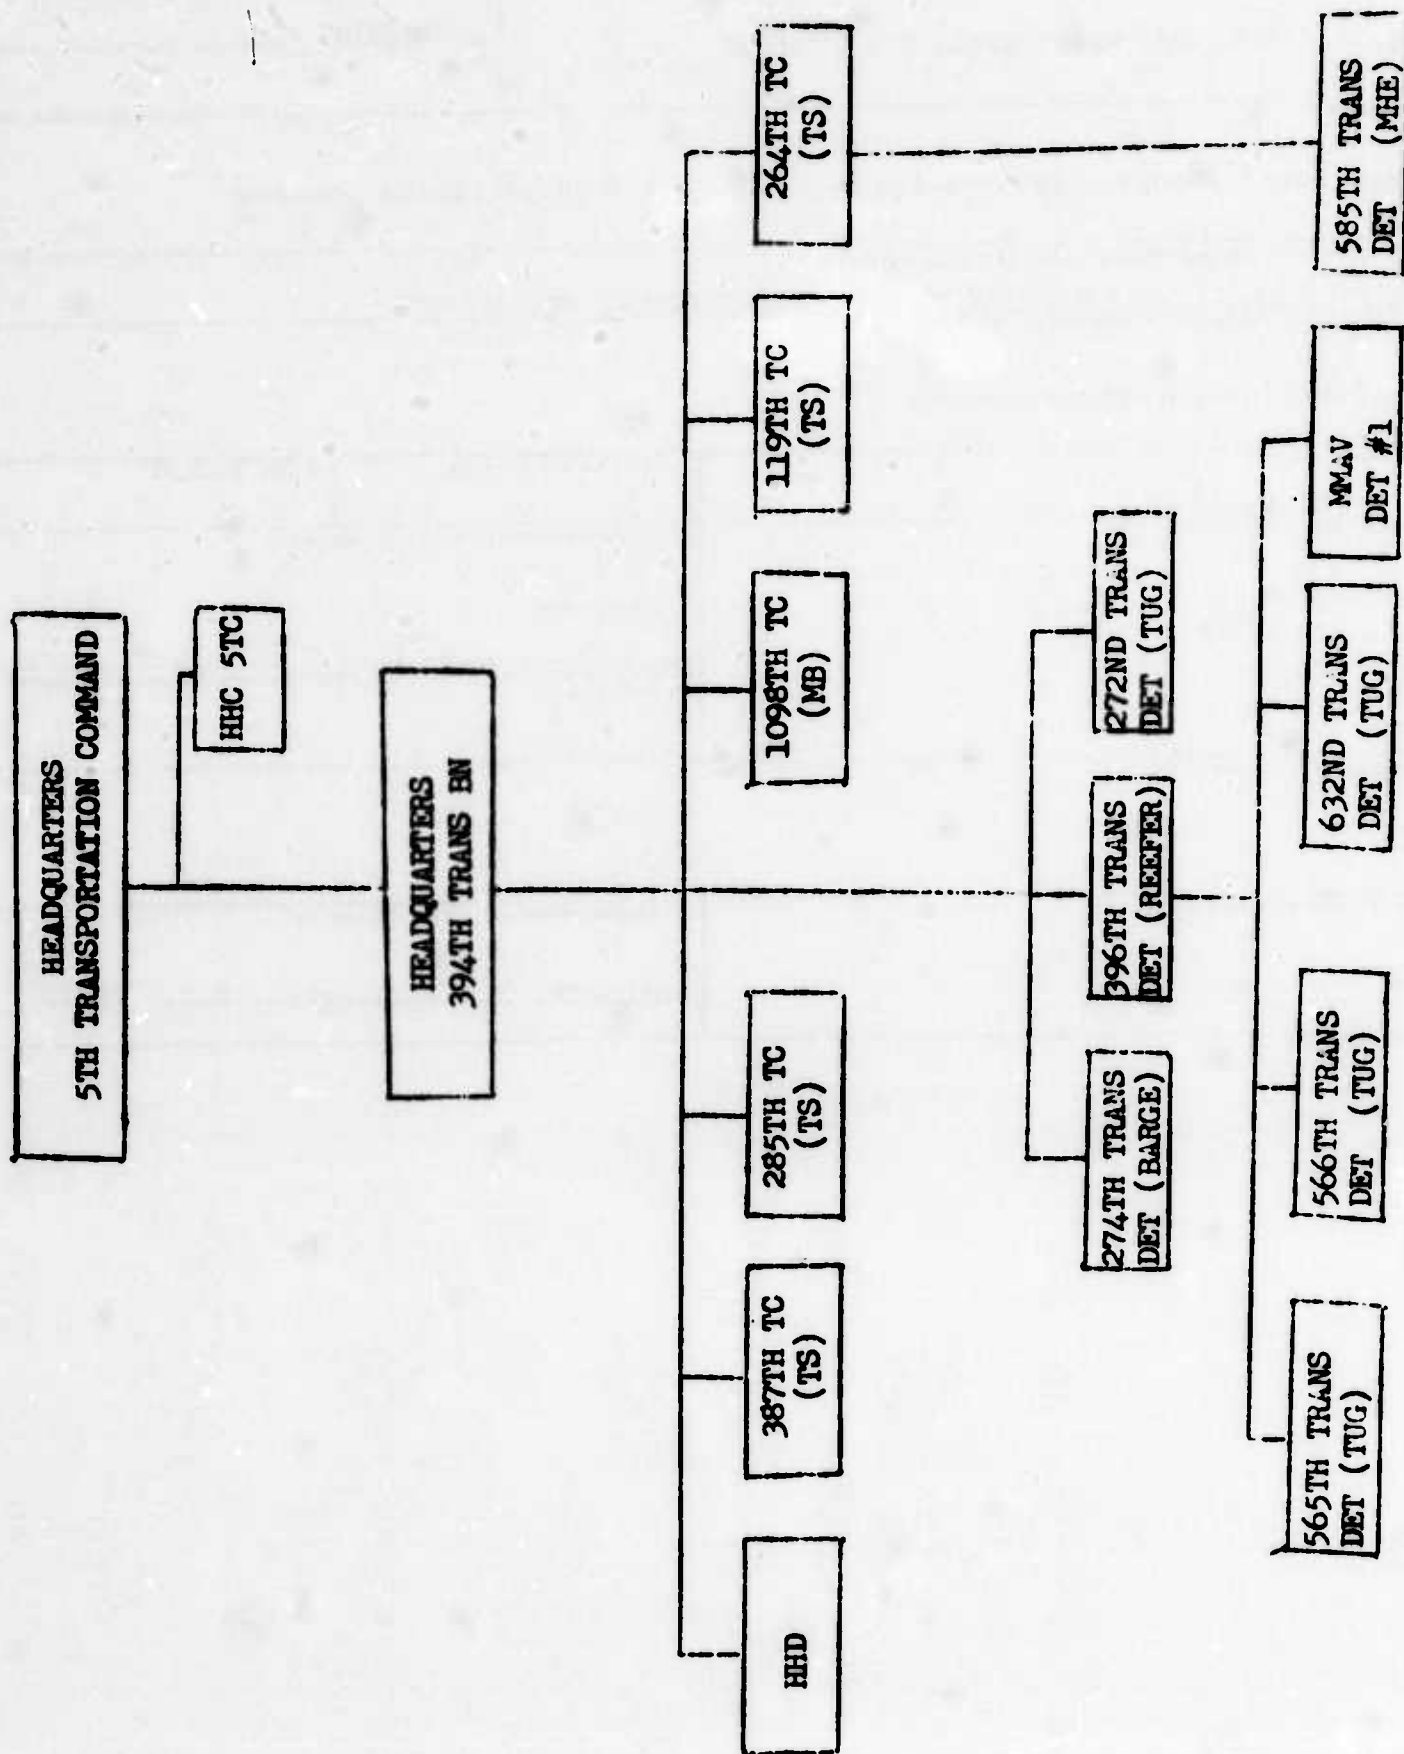 HEADQUARTERS
5TH TRANSPORTATION COMMAND
HHC 5TC
HEADQUARTERS
394TH TRANS BN
HHD
387TH TC
(TS)
285TH TC
(TS)
1098TH TC
(MB)
119TH TC
(TS)
264TH TC
(TS)
274TH TRANS
DET (BARGE)
396TH TRANS
DET (REEFER)
272ND TRANS
DET (TUG)
565TH TRANS
DET (TUG)
566TH TRANS
DET (TUG)
632ND TRANS
DET (TUG)
MMAV
DET #1
585TH TRANS
DET (MHE)